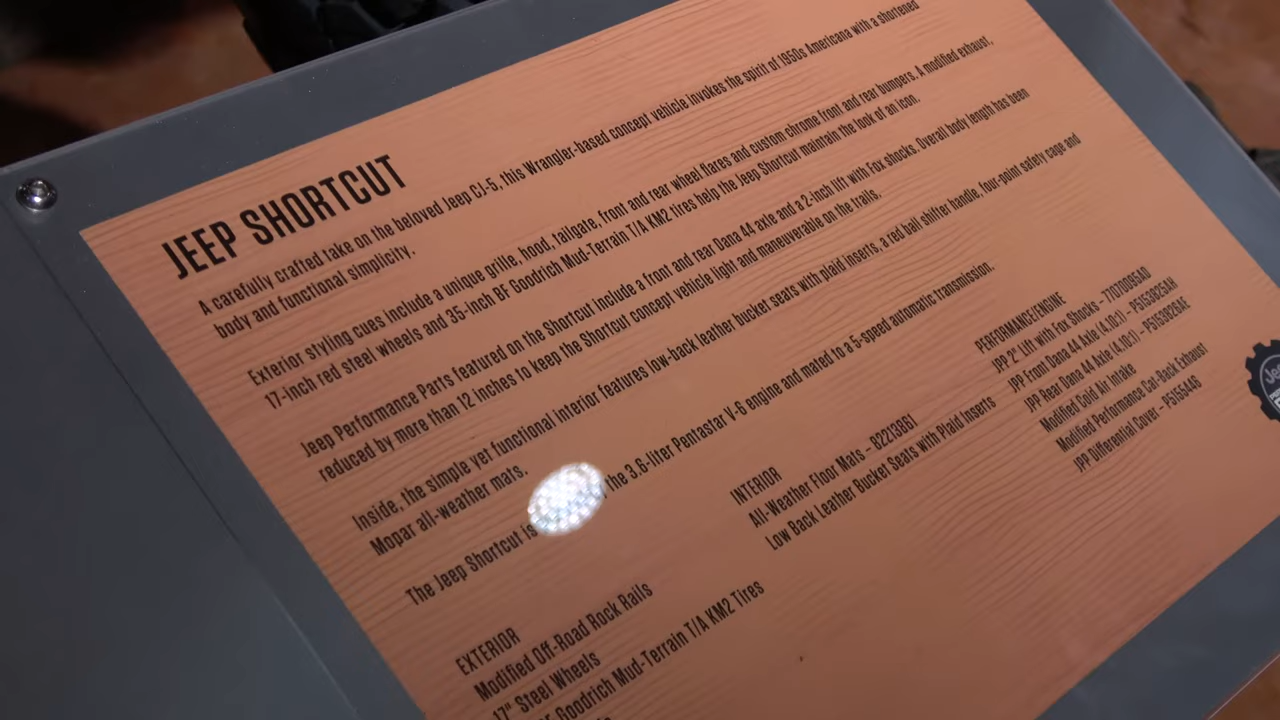 JEEP SHORTCUT
A carefully crafted take on the beloved Jeep CJ-5, this Wrangler-based concept vehicle invokes the spirit of 1950s Americana with a shortened
body and functional simplicity.
Exterior styling cues include a unique grille, hood, tailgate, front and rear wheel flares and custom chrome front and rear bumpers. A modified exhaust,
17-inch red steel wheels and 35-inch BF Goodrich Mud-Terrain T/A KM2 tires help the Jeep Shortcut maintain the look of an icon.
Jeep Performance Parts featured on the Shortcut include a front and rear Dana 44 axle and a 2-inch lift with Fox shocks. Overall body length has been
reduced by more than 12 inches to keep the Shortcut concept vehicle light and maneuverable on the trails.
Inside, the simple yet functional interior features low-back leather bucket seats with plaid inserts, a red ball shifter handle, four-point safety cage and
Mopar all-weather mats.
The Jeep Shortcut is the 3.6-liter Pentastar V-6 engine and mated to a 5-speed automatic transmission.
EXTERIOR
Modified Off-Road Rock Rails
17" Steel Wheels
Goodrich Mud-Terrain T/A KM2 Tires
INTERIOR
All-Weather Floor Mats – 82213861
Low Back Leather Bucket Seats with Plaid Inserts
PERFORMANCE/ENGINE
JPP 2" Lift with Fox Shocks – 77070096AD
JPP Front Dana 44 Axle (4.10:1) – P5153825AH
JPP Rear Dana 44 Axle (4.10:1) – P5153826AF
Modified Cold Air Intake
Modified Performance Cat-Back Exhaust
JPP Differential Cover – P5155446
Jeep